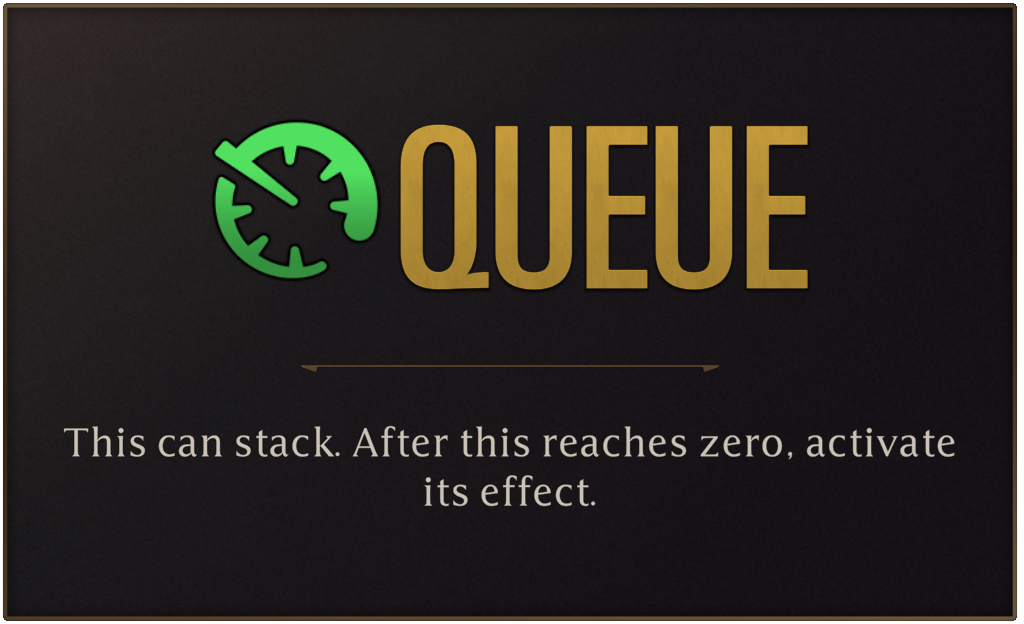 QUEUE
This can stack. After this reaches zero, activate
its effect.